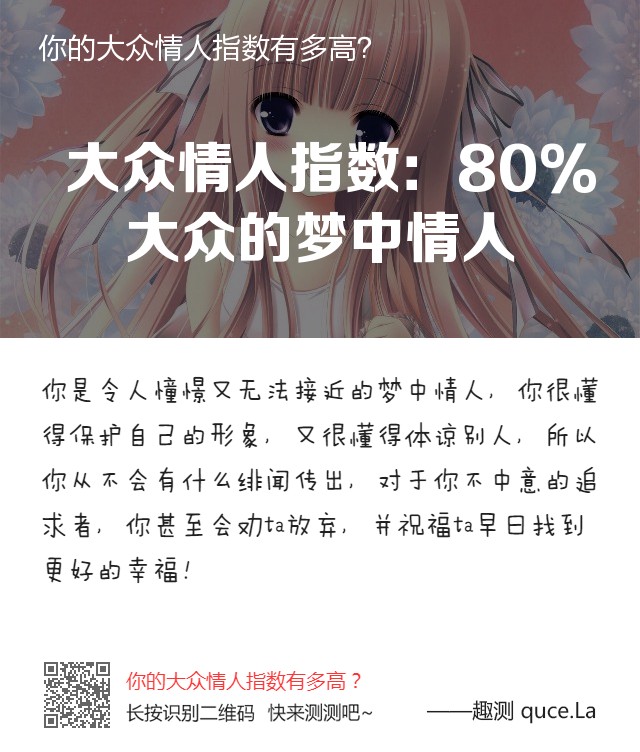 你的大众情人指数有多高？
大众情人指数：80%
大众的梦中情人
你是令人憧憬又无法接近的梦中情人，你很懂
得保护自己的形象，又很懂得体谅别人，所以
你从不会有什么绯闻传出，对于你不中意的追
求者，你甚至会劝ta放弃，并祝福ta早日找到
更好的幸福！
你的大众情人指数有多高？
长按识别二维码 快来测测吧~
——趣测 quce.La